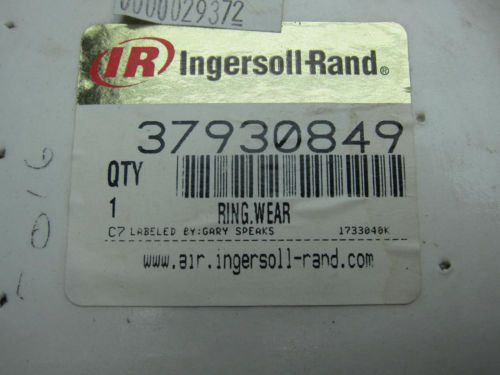 0000029372
IR Ingersoll-Rand®
37930849
QTY
1
RING.WEAR
C7 LABELED BY:GARY SPEAKS 1733040K
www.air.ingersoll-rand.com